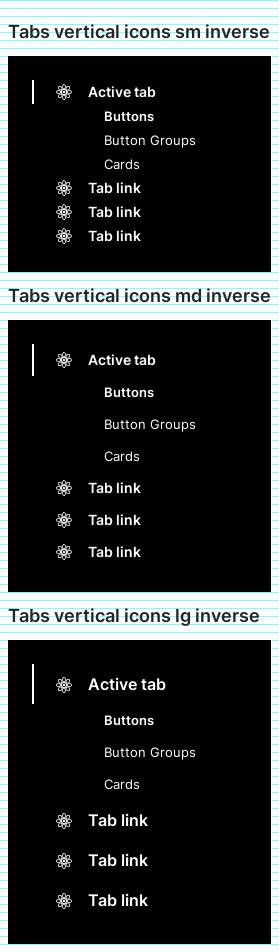 Tabs vertical icons sm inverse
Active tab
Buttons
Button Groups
Cards
Tab link
Tab link
Tab link
Tabs vertical icons md inverse
Active tab
Buttons
Button Groups
Cards
Tab link
Tab link
Tab link
Tabs vertical icons lg inverse
Active tab
Buttons
Button Groups
Cards
Tab link
Tab link
Tab link